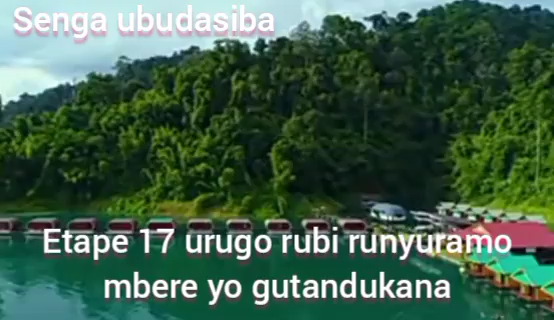 Senga ubudasiba
Etape 17 urugo rubi runyuramo
mbere yo gutandukana